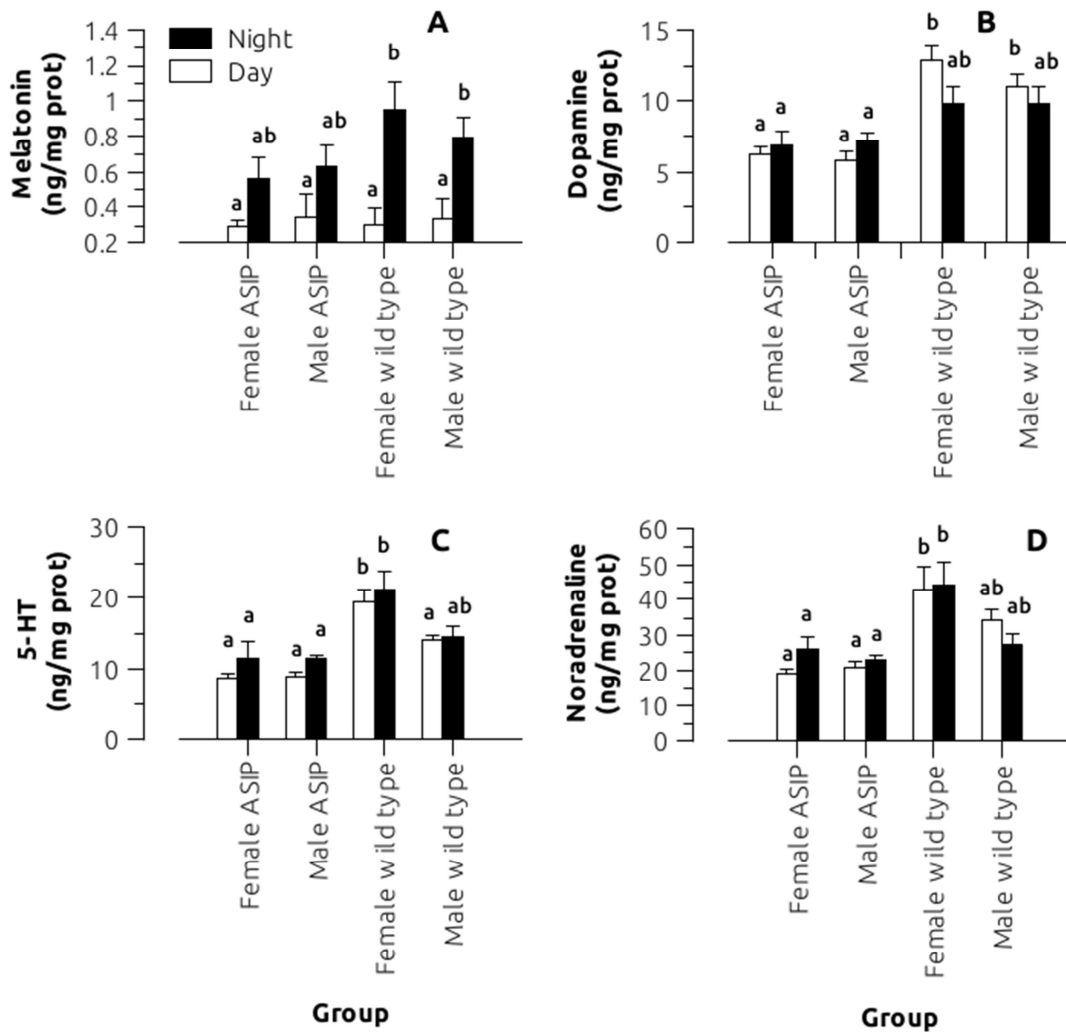 A
Night
Day
Melatonin
(ng/mg prot)
1.4
1.2
1
0.8
0.6
0.4
0.2
a
ab
a
ab
a
b
a
b
Female ASIP
Male ASIP
Female wild type
Male wild type
B
Dopamine
(ng/mg prot)
15
10
5
0
a
a
a
a
b
ab
b
ab
Female ASIP
Male ASIP
Female wild type
Male wild type
C
5-HT
(ng/mg prot)
30
20
10
0
a
a
a
a
b
b
a
ab
Female ASIP
Male ASIP
Female wild type
Male wild type
Group
D
Noradrenaline
(ng/mg prot)
60
50
40
30
20
10
0
a
a
a
a
b
b
ab
ab
Female ASIP
Male ASIP
Female wild type
Male wild type
Group